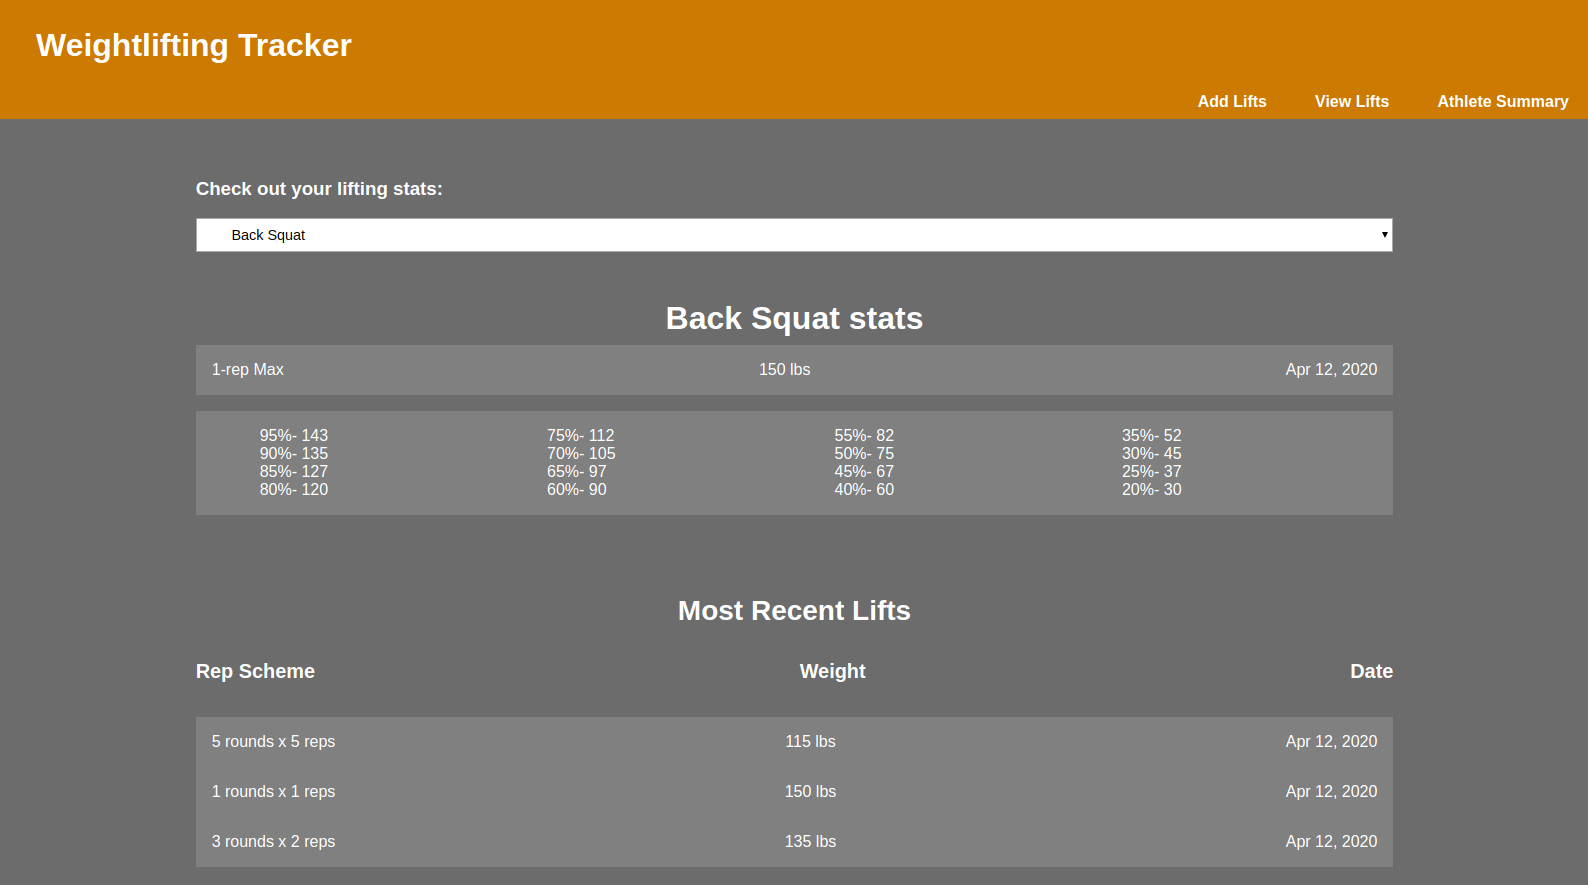 Weightlifting Tracker
Add Lifts View Lifts Athlete Summary
Check out your lifting stats:
Back Squat
Back Squat stats
1-rep Max 150 lbs Apr 12, 2020
95%- 143 75%- 112 55%- 82 35%- 52
90%- 135 70%- 105 50%- 75 30%- 45
85%- 127 65%- 97 45%- 67 25%- 37
80%- 120 60%- 90 40%- 60 20%- 30
Most Recent Lifts
Rep Scheme Weight Date
5 rounds x 5 reps 115 lbs Apr 12, 2020
1 rounds x 1 reps 150 lbs Apr 12, 2020
3 rounds x 2 reps 135 lbs Apr 12, 2020